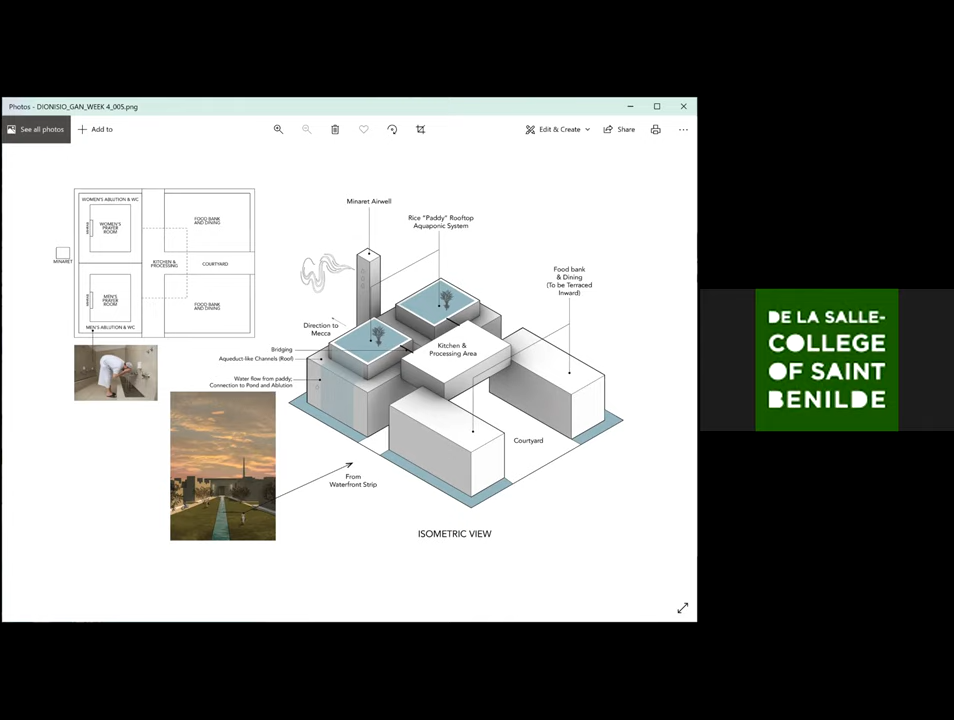 Photos - DIONISIO_GAN_WEEK 4_005.png
See all photos
Add to
Edit & Create
Share
WOMEN'S ABLUTION & WC
WOMEN'S
PRAYER
ROOM
FOOD BANK
AND DINING
MINARET
KITCHEN &
PROCESSING
COURTYARD
MEN'S
PRAYER
ROOM
FOOD BANK
AND DINING
MEN'S ABLUTION & WC
Minaret Airwell
Rice "Paddy" Rooftop
Aquaponic System
Food bank
& Dining
(To be Terraced
Inward)
Direction to
Mecca
Kitchen &
Processing Area
Bridging
Aqueduct-like Channels (Roof)
Water flow from paddy;
Connection to Pond and Ablution
Courtyard
From
Waterfront Strip
ISOMETRIC VIEW
DE LA SALLE-
COLLEGE
OF SAINT
BENILDE